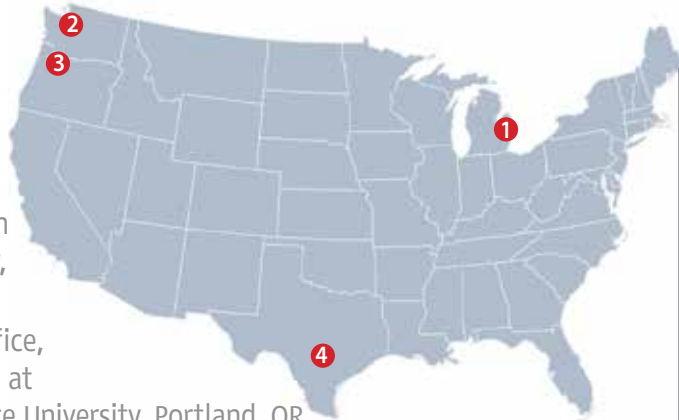 2
3
1
n
,
fice,
4
at
University, Portland, OR